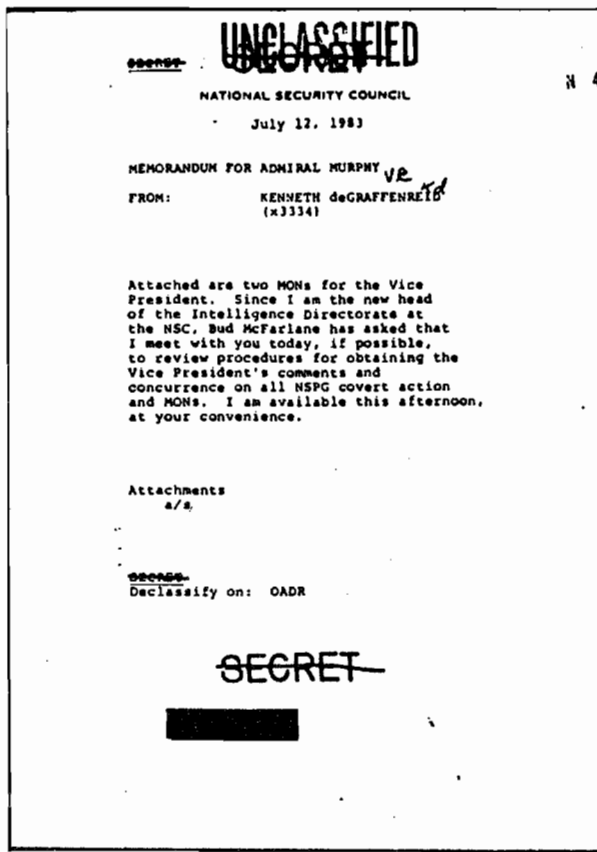 UNCLASSIFIED
SECRET
SECRET
N 4
NATIONAL SECURITY COUNCIL
July 12, 1983
MEMORANDUM FOR ADMIRAL MURPHY
FROM: KENNETH deGRAFFENREID
(x3334)
Attached are two MONs for the Vice
President. Since I am the new head
of the Intelligence Directorate at
the NSC, Bud McFarlane has asked that
I meet with you today, if possible,
to review procedures for obtaining the
Vice President's comments and
concurrence on all NSPG covert action
and MONs. I am available this afternoon,
at your convenience.
Attachments
a/s
SECRET
Declassify on: OADR
SECRET